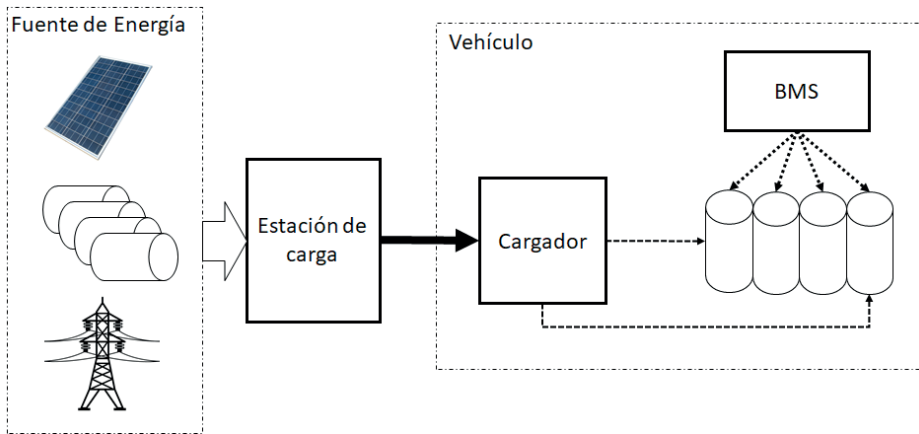 Fuente de Energía
Vehículo
BMS
Estación de
carga
Cargador